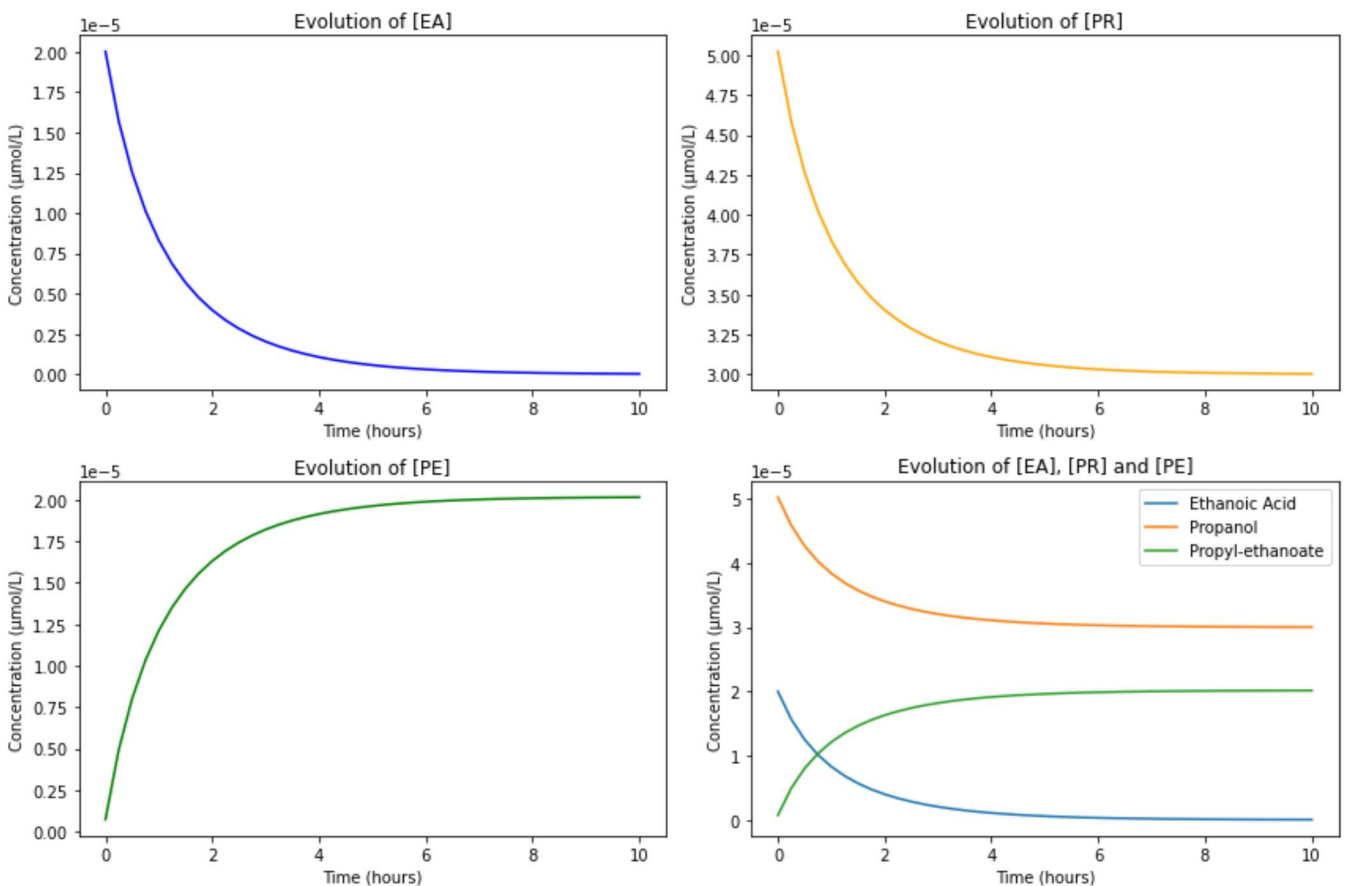 Evolution of [EA]
1e−5
2.00
1.75
1.50
1.25
1.00
0.75
0.50
0.25
0.00
Concentration (µmol/L)
0 2 4 6 8 10
Time (hours)
Evolution of [PR]
1e−5
5.00
4.75
4.50
4.25
4.00
3.75
3.50
3.25
3.00
Concentration (µmol/L)
0 2 4 6 8 10
Time (hours)
Evolution of [PE]
1e−5
2.00
1.75
1.50
1.25
1.00
0.75
0.50
0.25
0.00
Concentration (µmol/L)
0 2 4 6 8 10
Time (hours)
Evolution of [EA], [PR] and [PE]
1e−5
5
4
3
2
1
0
Concentration (µmol/L)
Ethanoic Acid
Propanol
Propyl-ethanoate
0 2 4 6 8 10
Time (hours)